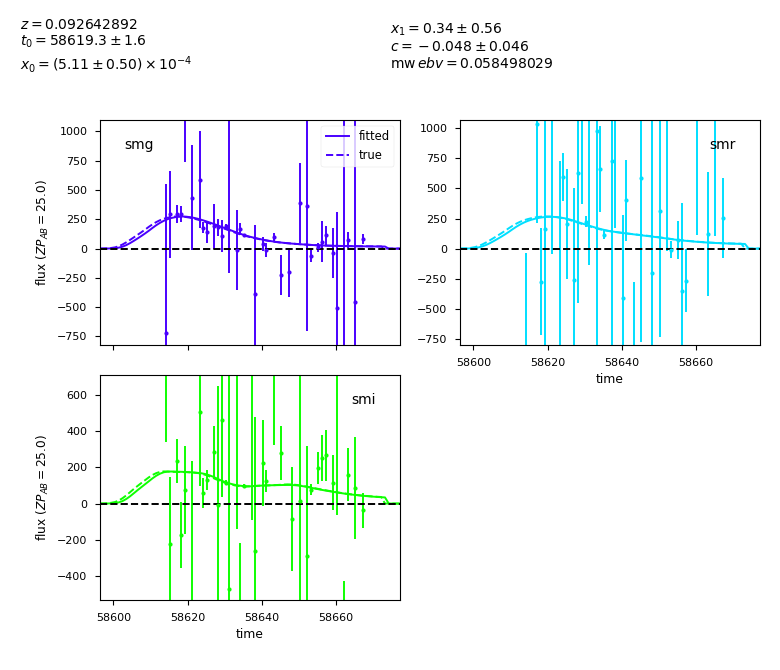 z = 0.092642892
t₀ = 58619.3 ± 1.6
x₀ = (5.11 ± 0.50) × 10⁻⁴
x₁ = 0.34 ± 0.56
c = −0.048 ± 0.046
mw ebv = 0.058498029
smg
fitted
true
1000
750
500
250
0
−250
−500
−750
flux (ZP_AB = 25.0)
smr
1000
750
500
250
0
−250
−500
−750
58600 58620 58640 58660
time
smi
600
400
200
0
−200
−400
flux (ZP_AB = 25.0)
58600 58620 58640 58660
time